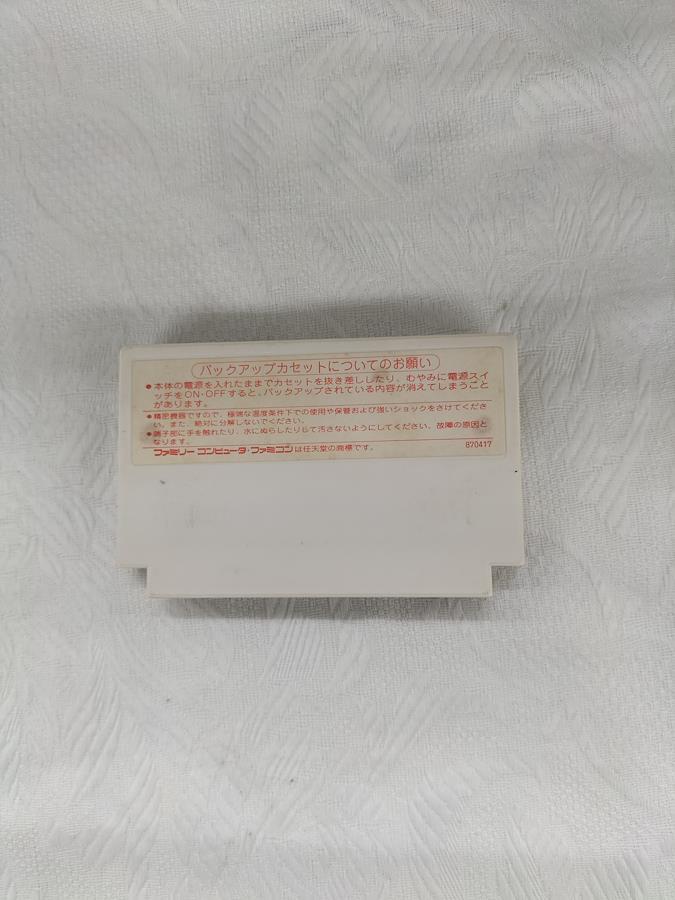 バックアップカセットについてのお願い
●本体の電源を入れたままでカセットを抜き差ししたり、むやみに電源スイ
ッチをON・OFFすると、バックアップされている内容が消えてしまうこと
があります。
●精密機器ですので、極端な温度条件下での使用や保管および強いショックをさけてくださ
い。また、絶対に分解しないでください。
●端子部に手を触れたり、水にぬらしたりして汚さないようにしてください。故障の原因と
なります。
ファミリーコンピュータ・ファミコンは任天堂の商標です。 870417